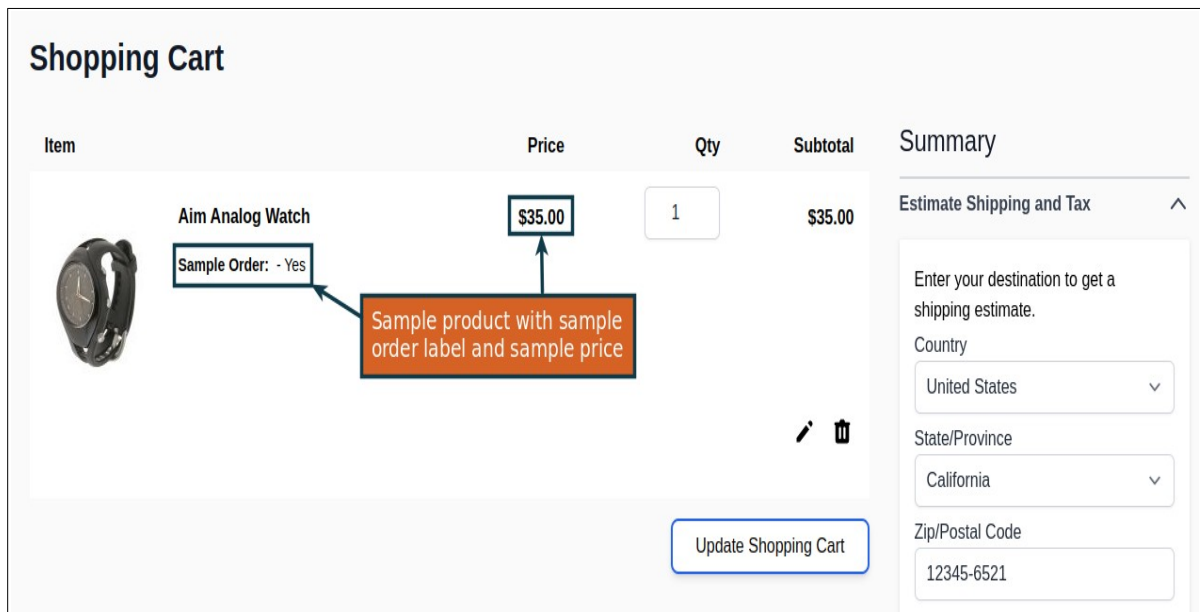 Shopping Cart
Item Price Qty Subtotal
Aim Analog Watch $35.00 1 $35.00
Sample Order: - Yes
Sample product with sample
order label and sample price
Update Shopping Cart
Summary
Estimate Shipping and Tax
Enter your destination to get a
shipping estimate.
Country
United States
State/Province
California
Zip/Postal Code
12345-6521